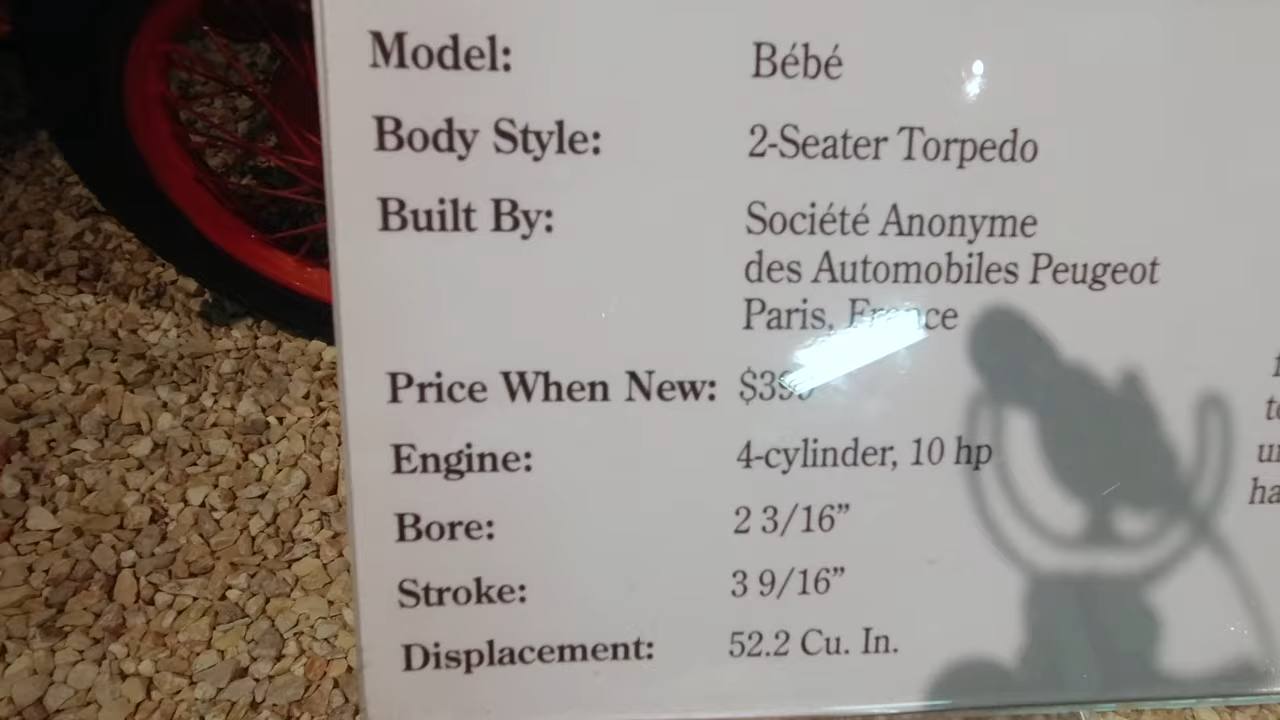 Model: Bébé
Body Style: 2-Seater Torpedo
Built By: Société Anonyme
des Automobiles Peugeot
Paris, France
Price When New:
Engine: 4-cylinder, 10 hp
Bore: 2 3/16”
Stroke: 3 9/16”
Displacement: 52.2 Cu. In.